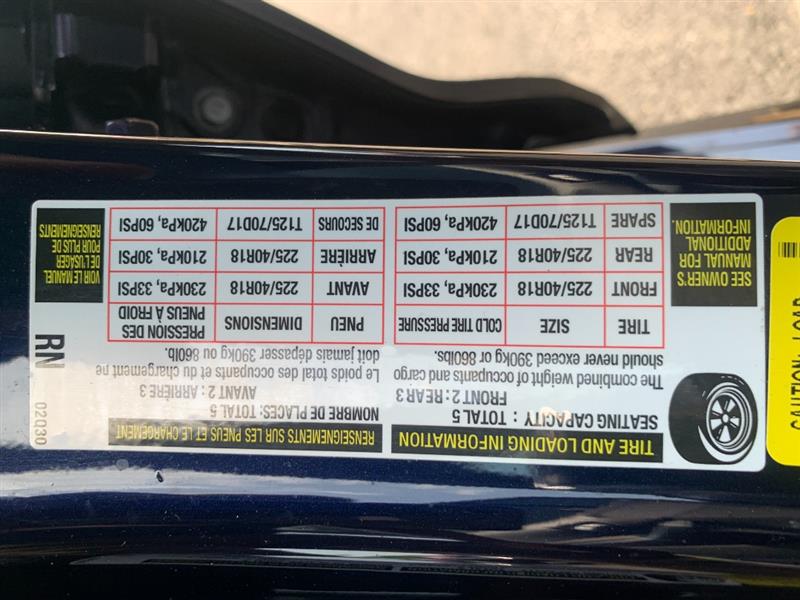 TIRE AND LOADING INFORMATION
SEATING CAPACITY : TOTAL 5
FRONT 2 : REAR 3
The combined weight of occupants and cargo
should never exceed 390kg or 860lbs.
TIRE SIZE COLD TIRE PRESSURE
FRONT 225/40R18 230kPa, 33PSI
REAR 225/40R18 210kPa, 30PSI
SPARE T125/70D17 420kPa, 60PSI
SEE OWNER'S
MANUAL FOR
ADDITIONAL
INFORMATION.
RENSEIGNEMENTS SUR LES PNEUS ET LE CHARGEMENT
NOMBRE DE PLACES: TOTAL 5
AVANT 2 : ARRIÈRE 3
Le poids total des occupants et du chargement ne
doit jamais dépasser 390kg ou 860lb.
PNEU DIMENSIONS PRESSION DES
PNEUS À FROID
AVANT 225/40R18 230kPa, 33PSI
ARRIÈRE 225/40R18 210kPa, 30PSI
DE SECOURS T125/70D17 420kPa, 60PSI
VOIR LE MANUEL
DE L'USAGER
POUR PLUS DE
RENSEIGNEMENTS
02Q30
RN
CAUTION LOAD